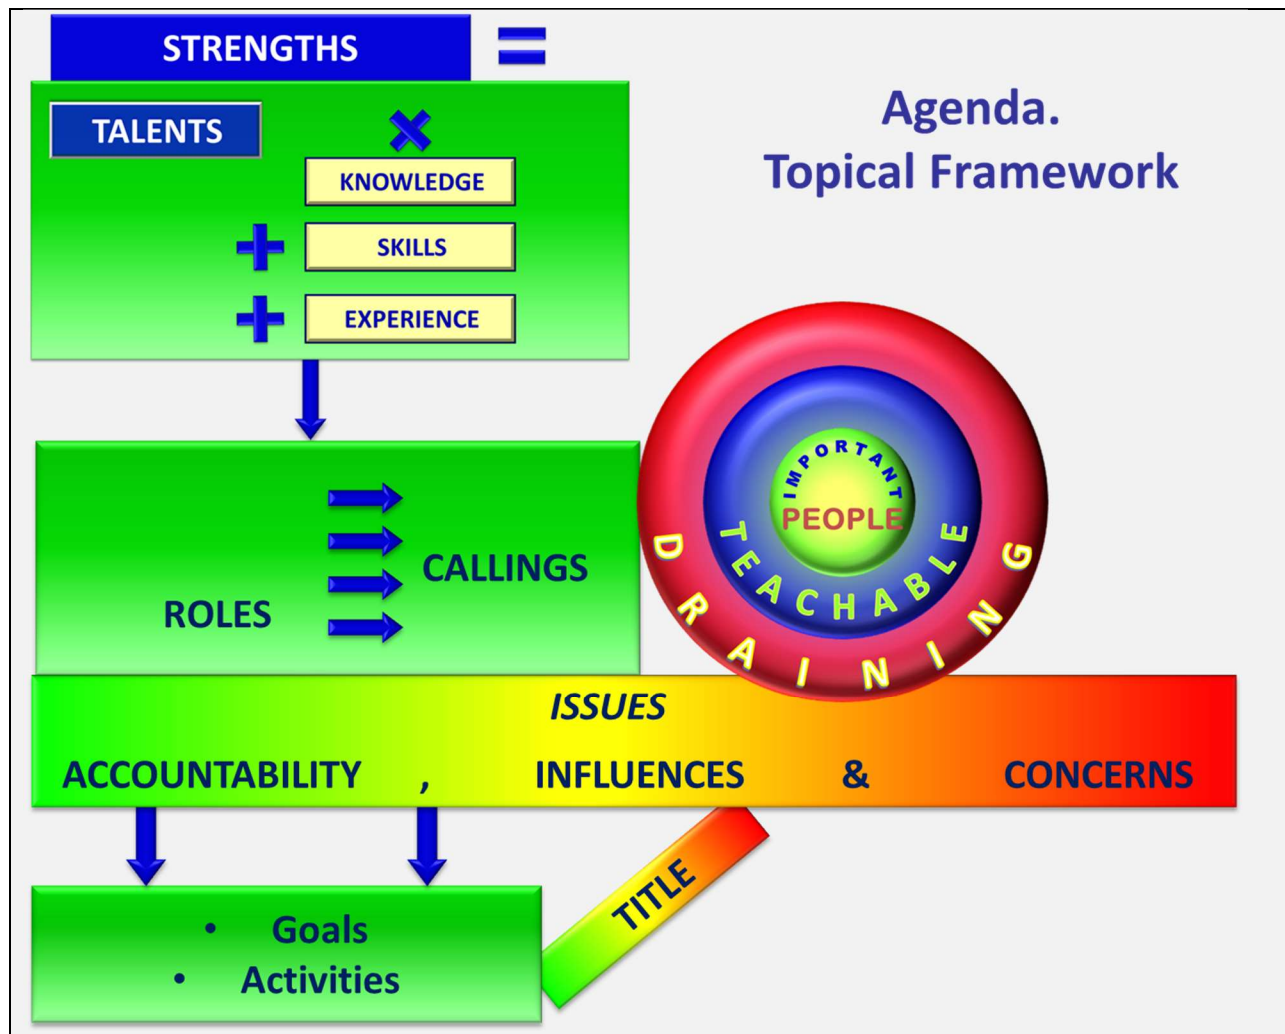 STRENGTHS =
Agenda.
Topical Framework
TALENTS ×
KNOWLEDGE
+ SKILLS
+ EXPERIENCE
ROLES
CALLINGS
IMPORTANT
PEOPLE
TEACHABLE
DRAINING
ISSUES
ACCOUNTABILITY , INFLUENCES & CONCERNS
TITLE
• Goals
• Activities